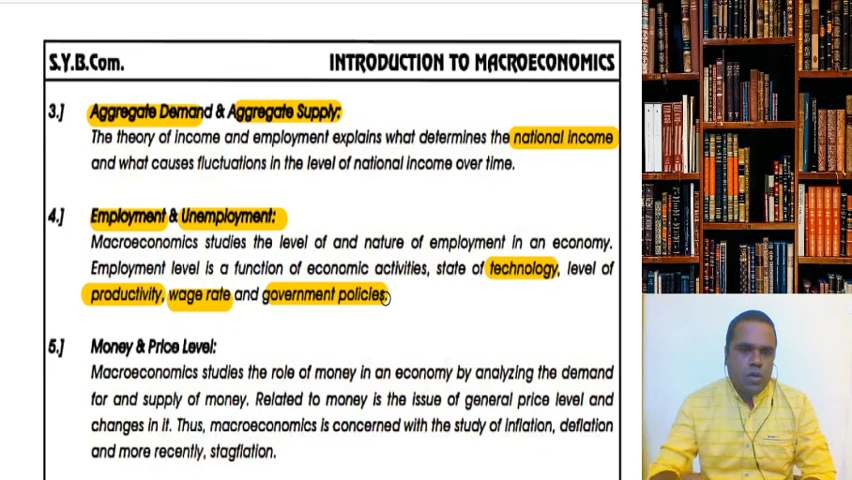 S.Y.B.Com. INTRODUCTION TO MACROECONOMICS
3.] Aggregate Demand & Aggregate Supply:
The theory of income and employment explains what determines the national income
and what causes fluctuations in the level of national income over time.
4.] Employment & Unemployment:
Macroeconomics studies the level of and nature of employment in an economy.
Employment level is a function of economic activities, state of technology, level of
productivity, wage rate and government policies.
5.] Money & Price Level:
Macroeconomics studies the role of money in an economy by analyzing the demand
for and supply of money. Related to money is the issue of general price level and
changes in it. Thus, macroeconomics is concerned with the study of inflation, deflation
and more recently, stagflation.